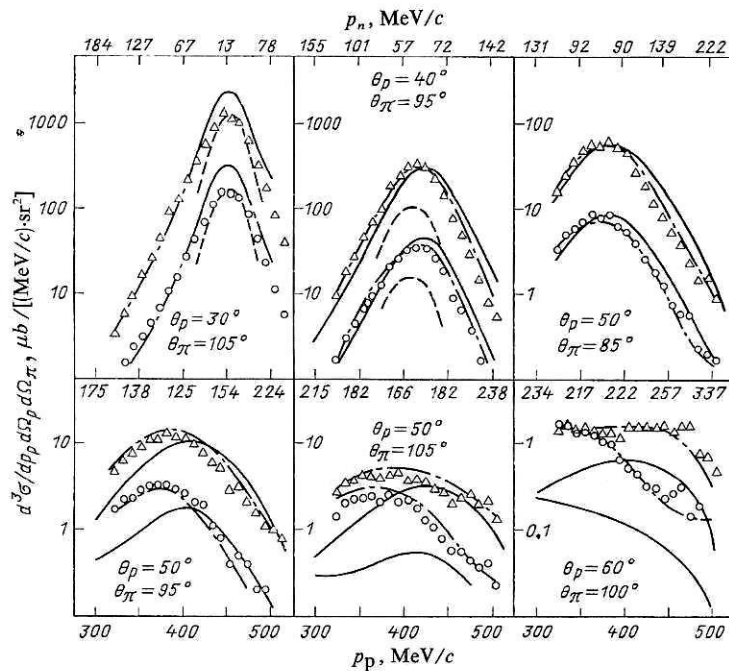 p_n, MeV/c
184 127 67 13 78 155 101 57 72 142 131 92 90 139 222
d³σ/dp_p dΩ_p dΩ_π, μb/[(MeV/c)·sr²]
1000
100
10
θ_p=30°
θ_π=105°
θ_p=40°
θ_π=95°
1000
100
10
100
10
1
θ_p=50°
θ_π=85°
175 138 125 154 224 215 172 166 182 238 234 217 222 257 337
10
1
θ_p=50°
θ_π=95°
θ_p=50°
θ_π=105°
10
1
1
0.1
θ_p=60°
θ_π=100°
300 400 500 300 400 500 300 400 500
p_p, MeV/c